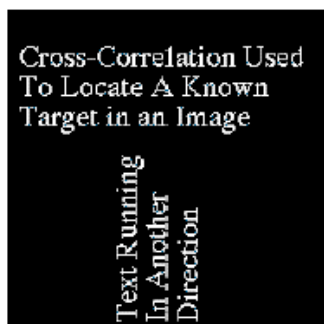 Cross-Correlation Used
To Locate A Known
Target in an Image
Text Running
In Another
Direction